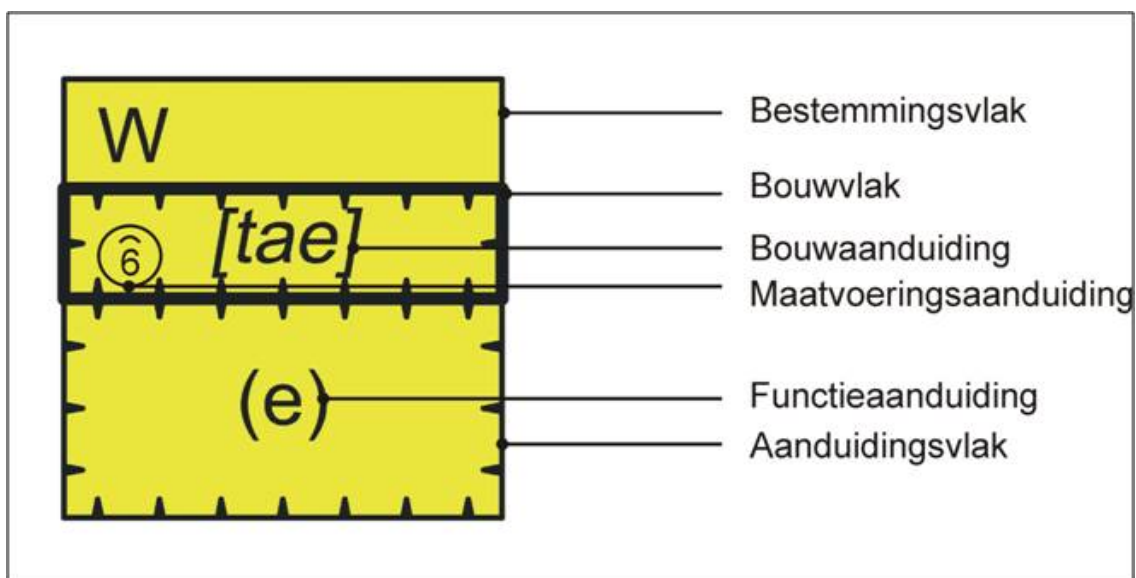 W
Bestemmingsvlak
Bouwvlak
[tae]
Bouwaanduiding
6
Maatvoeringsaanduiding
(e)
Functieaanduiding
Aanduidingsvlak